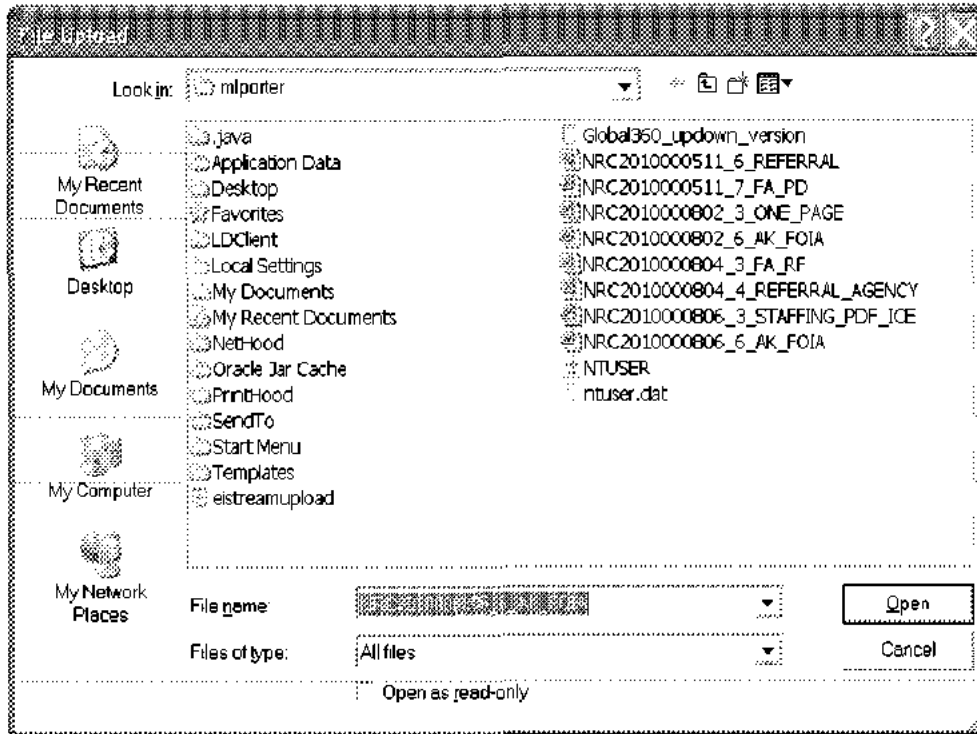 File Upload
Look in: mlporter
My Recent
Documents
Desktop
My Documents
My Computer
My Network
Places
.java
Application Data
Desktop
Favorites
LDClient
Local Settings
My Documents
My Recent Documents
NetHood
Oracle Jar Cache
PrintHood
SendTo
Start Menu
Templates
eistreamupload
Global360_updown_version
NRC2010000511_6_REFERRAL
NRC2010000511_7_FA_PD
NRC2010000802_3_ONE_PAGE
NRC2010000802_6_AK_FOIA
NRC2010000804_3_FA_RF
NRC2010000804_4_REFERRAL_AGENCY
NRC2010000806_3_STAFFING_PDF_ICE
NRC2010000806_6_AK_FOIA
NTUSER
ntuser.dat
File name:
Open
Files of type: All files
Cancel
Open as read-only